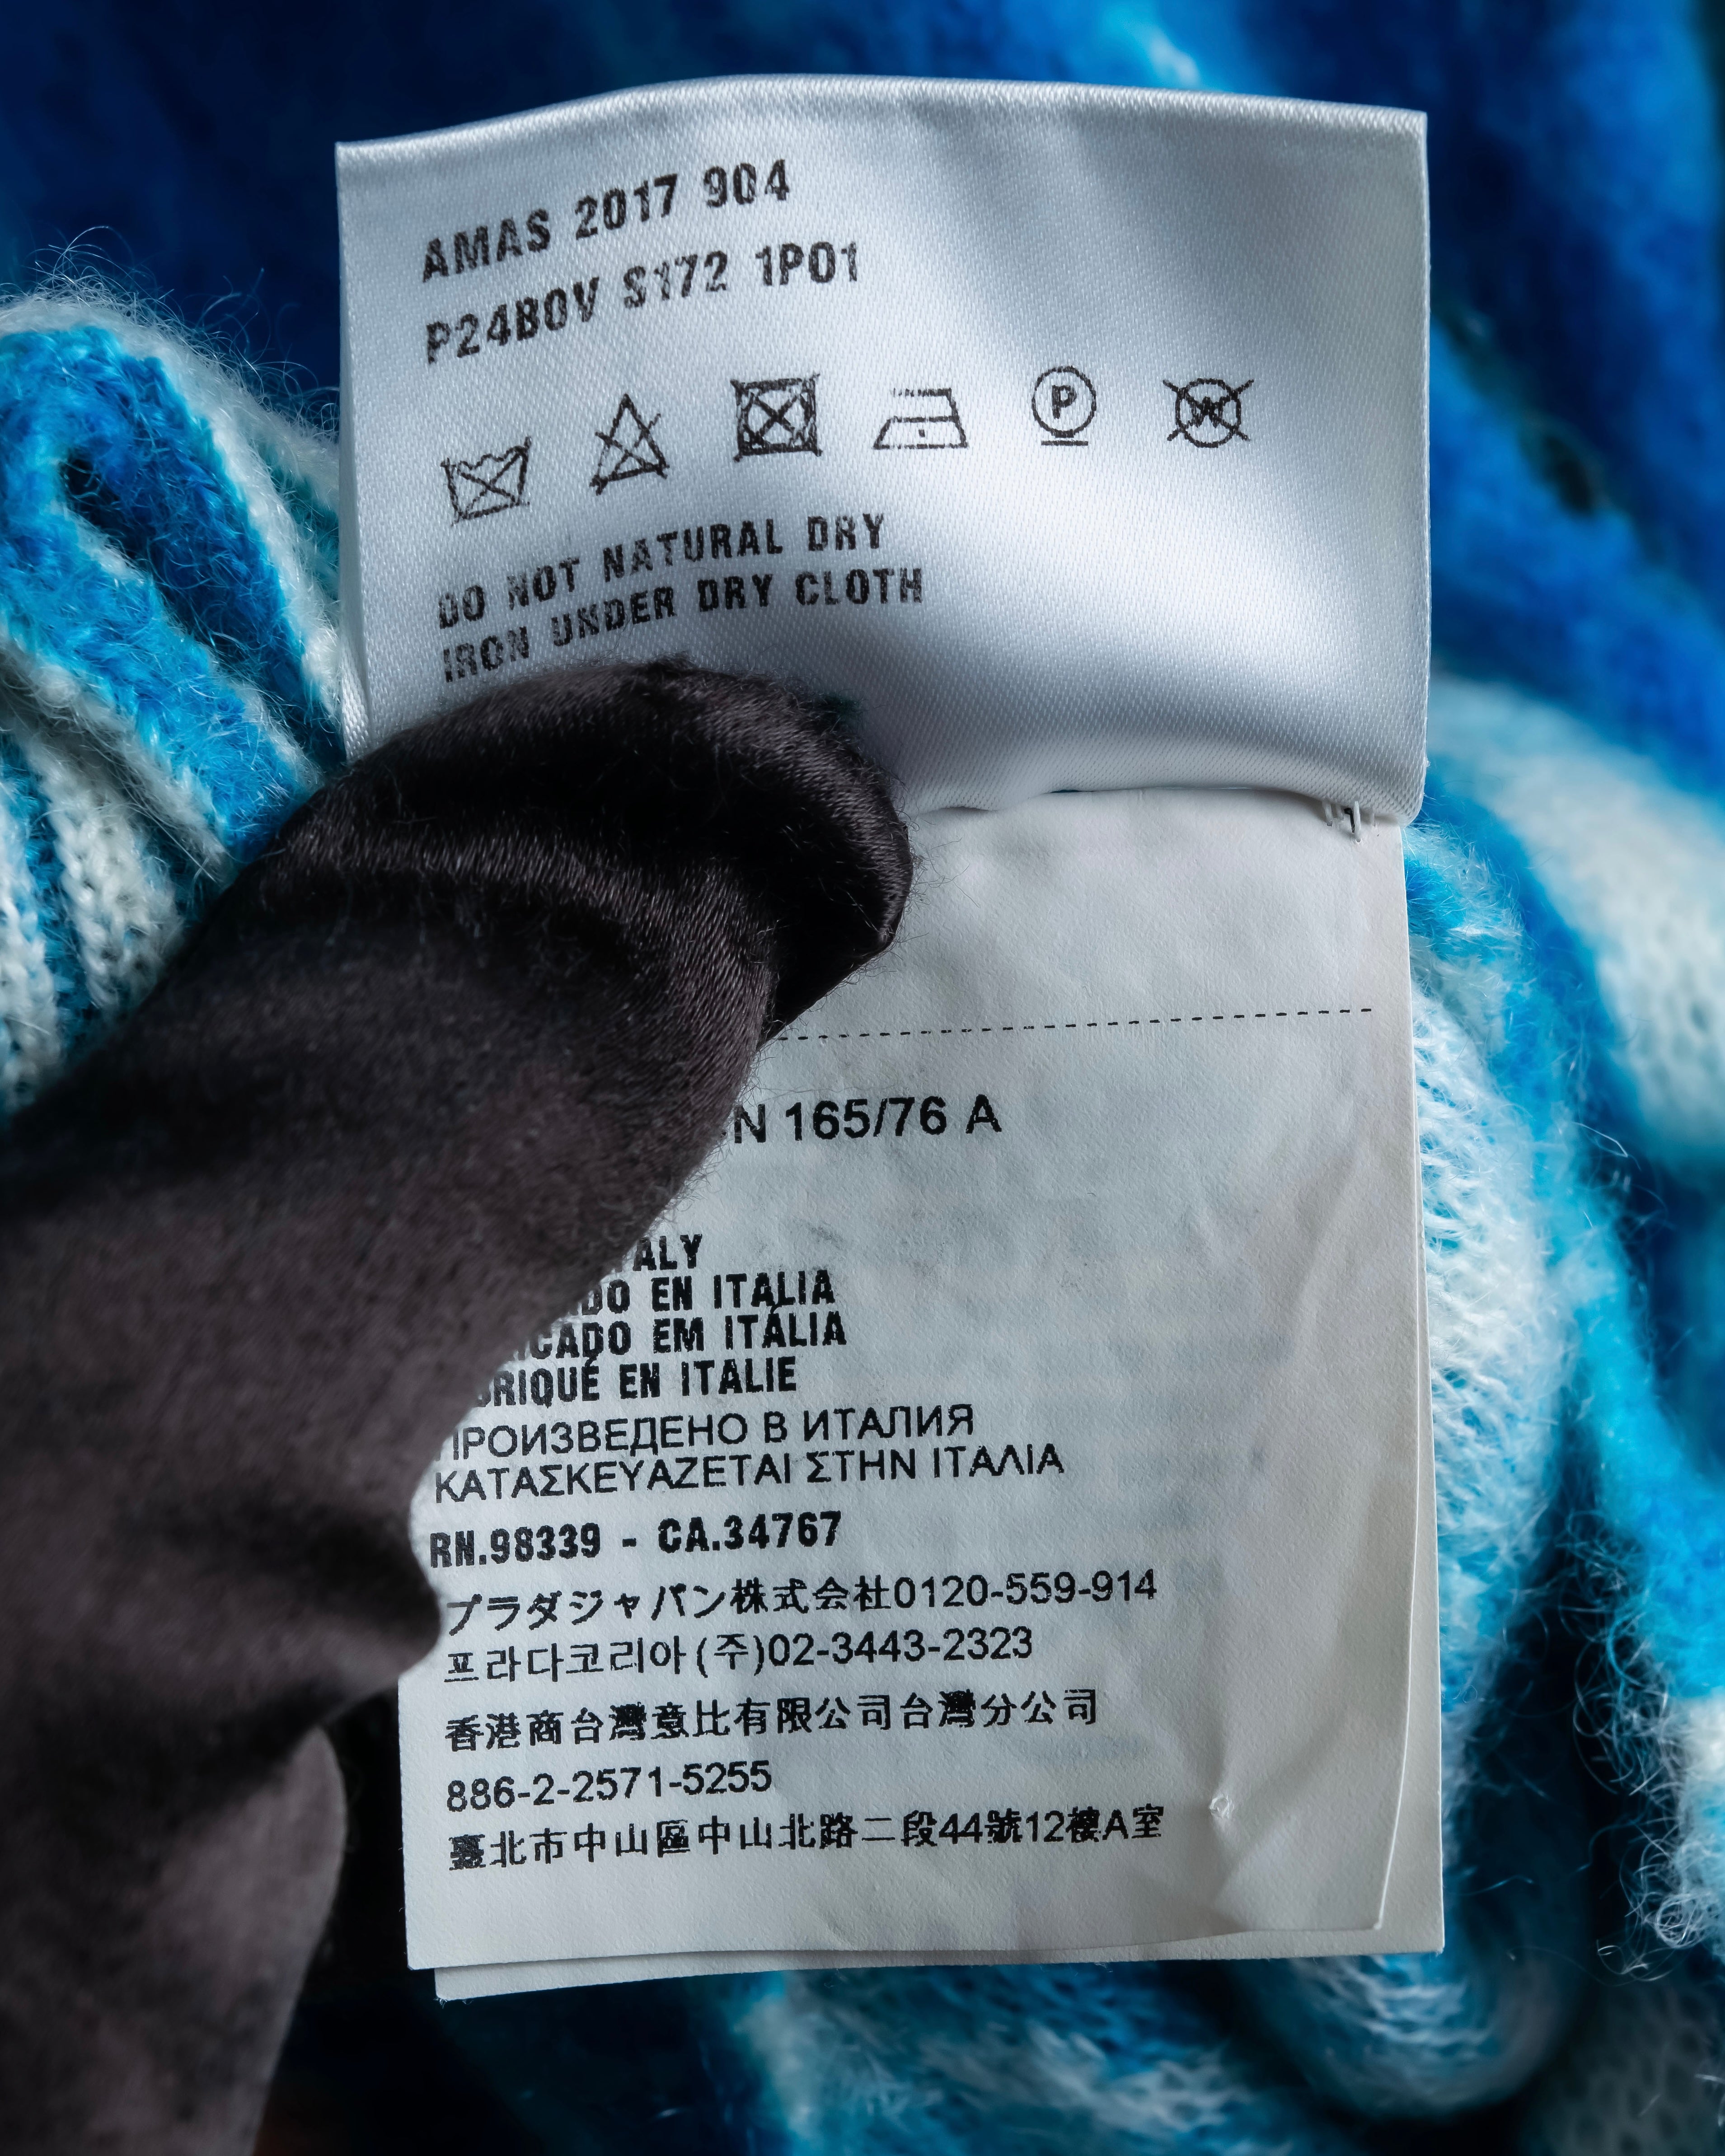 AMAS 2017 904
P24B0V S172 1P01
P
W
DO NOT NATURAL DRY
IRON UNDER DRY CLOTH
165/76 A
EN ITALIA
EM ITÁLIA
EN ITALIE
ПРОИЗВЕДЕНО В ИТАЛИЯ
ΚΑΤΑΣΚΕΥΑΖΕΤΑΙ ΣΤΗΝ ΙΤΑΛΙΑ
RN.98339 - CA.34767
プラダジャパン株式会社0120-559-914
프라다코리아(주)02-3443-2323
香港商台灣意比有限公司台灣分公司
886-2-2571-5255
臺北市中山區中山北路二段44號12樓A室